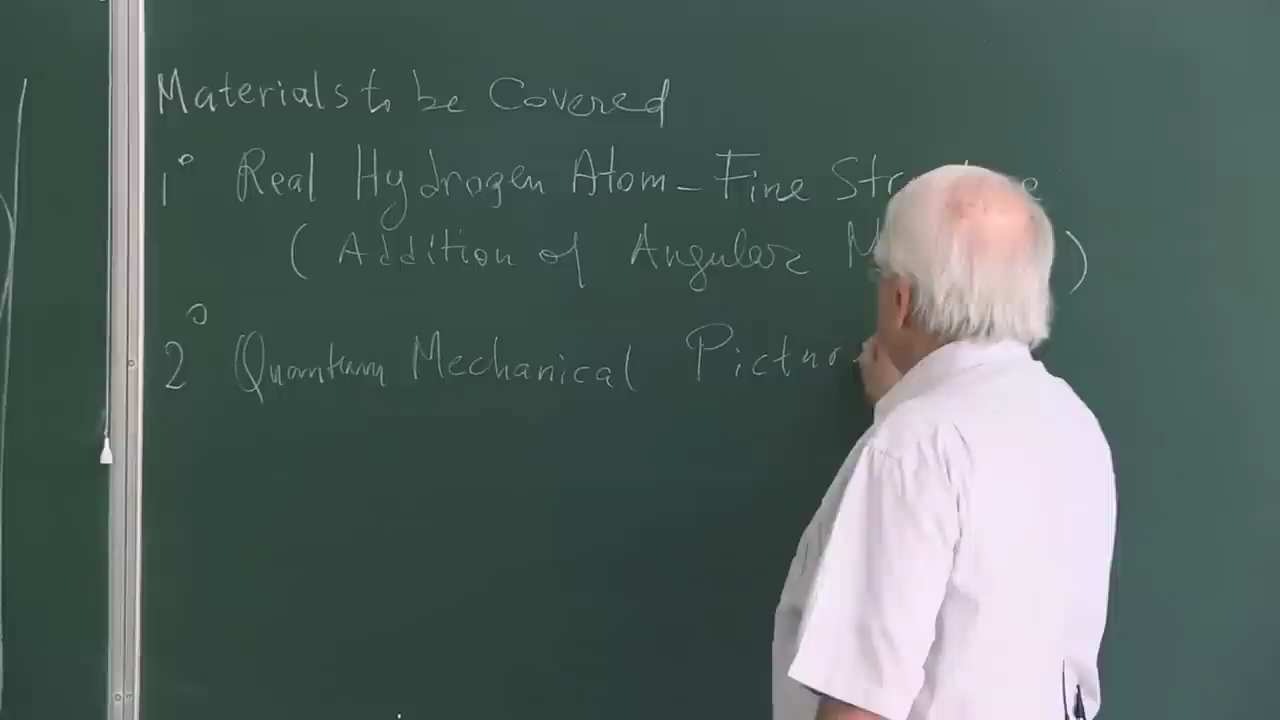 Materials to be Covered
1° Real Hydrogen Atom - Fine
( Addition of Angular )
2° Quantum Mechanical